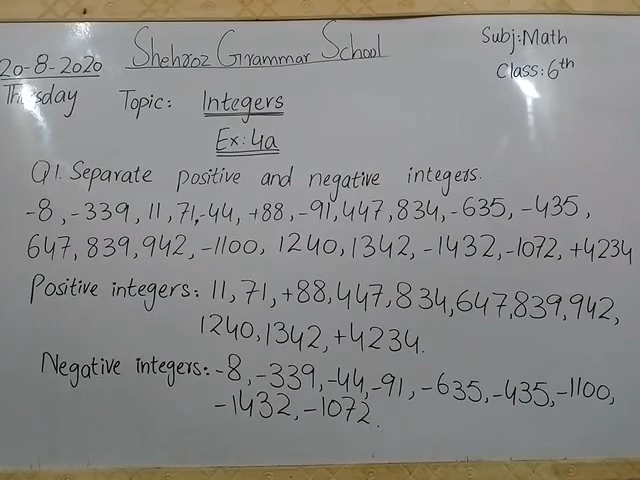 Shehroz Grammar School
Subj:Math
20-8-2020
Class:6th
Thursday
Topic: Integers
Ex:4a
Q1. Separate positive and negative integers.
-8, -339, 11, 71, -44, +88, -91, 447, 834, -635, -435,
647, 839, 942, -1100, 1240, 1342, -1432, -1072, +4234
Positive integers: 11, 71, +88, 447, 834, 647, 839, 942,
1240, 1342, +4234.
Negative integers: -8, -339, -44, -91, -635, -435, -1100,
-1432, -1072.